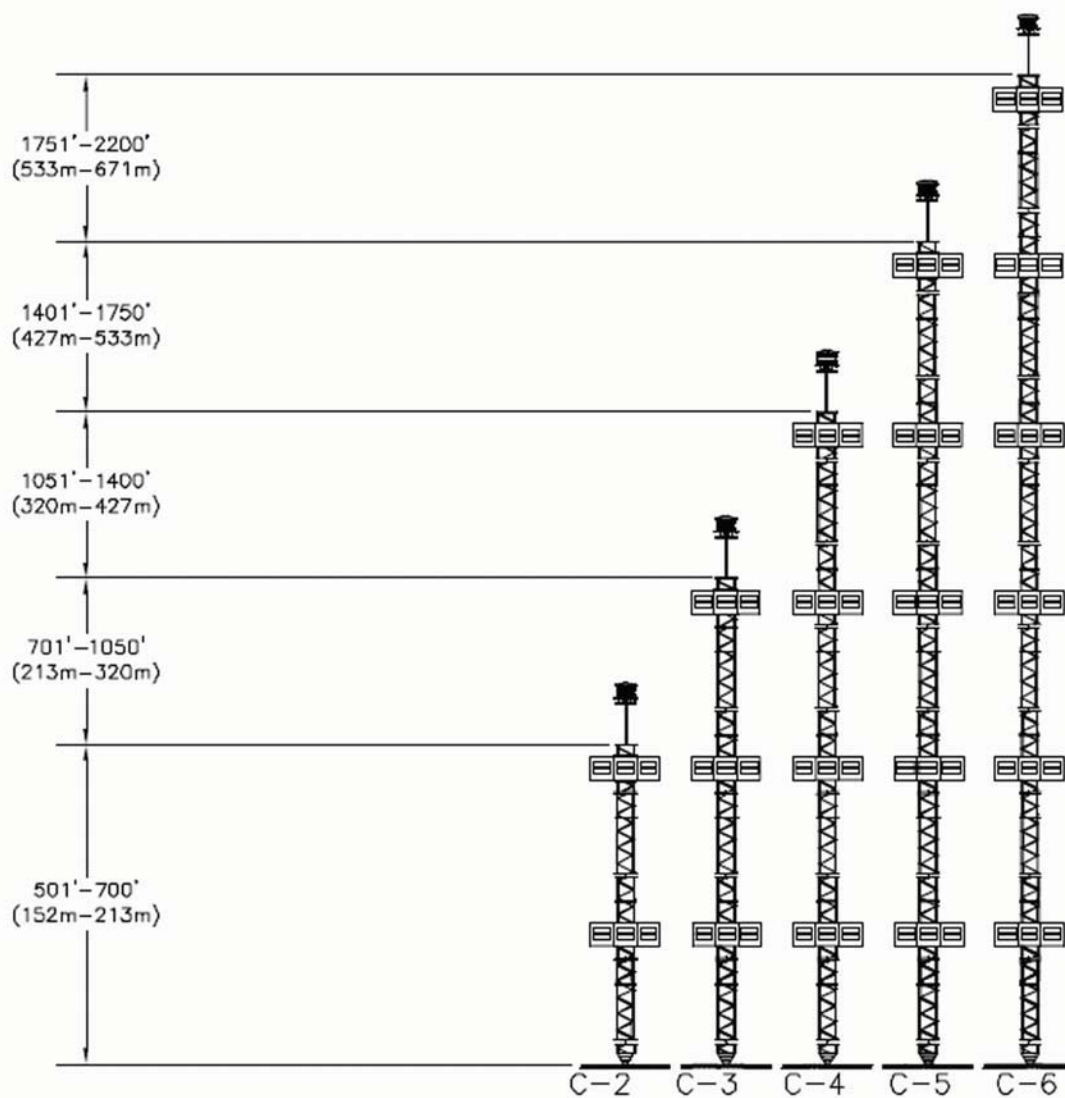 1751'-2200'
(533m-671m)
1401'-1750'
(427m-533m)
1051'-1400'
(320m-427m)
701'-1050'
(213m-320m)
501'-700'
(152m-213m)
C-2 C-3 C-4 C-5 C-6